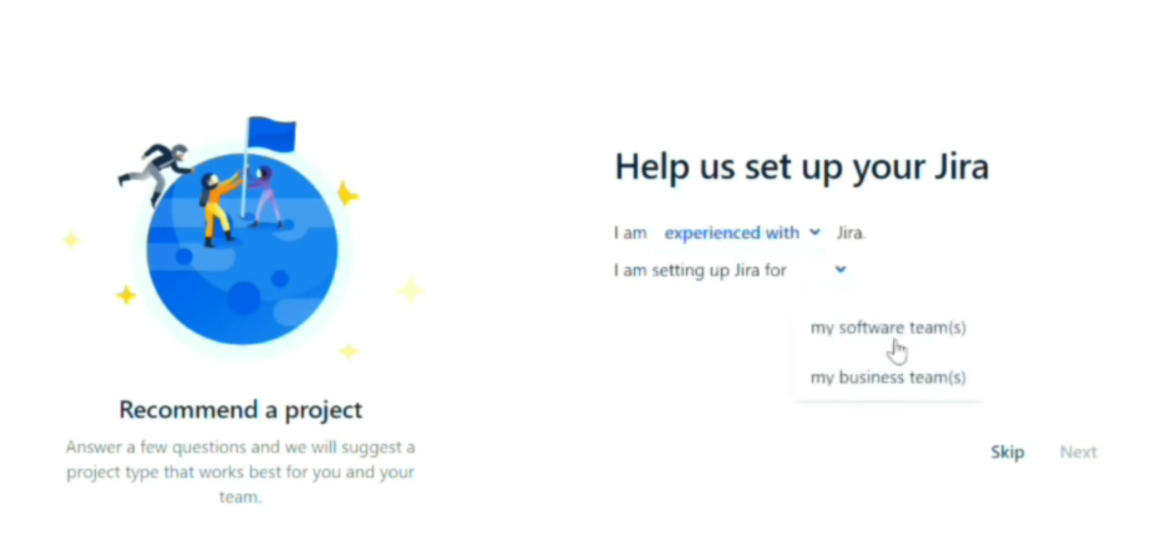 Help us set up your Jira
I am experienced with Jira.
I am setting up Jira for
my software team(s)
my business team(s)
Recommend a project
Answer a few questions and we will suggest a
project type that works best for you and your
team.
Skip Next